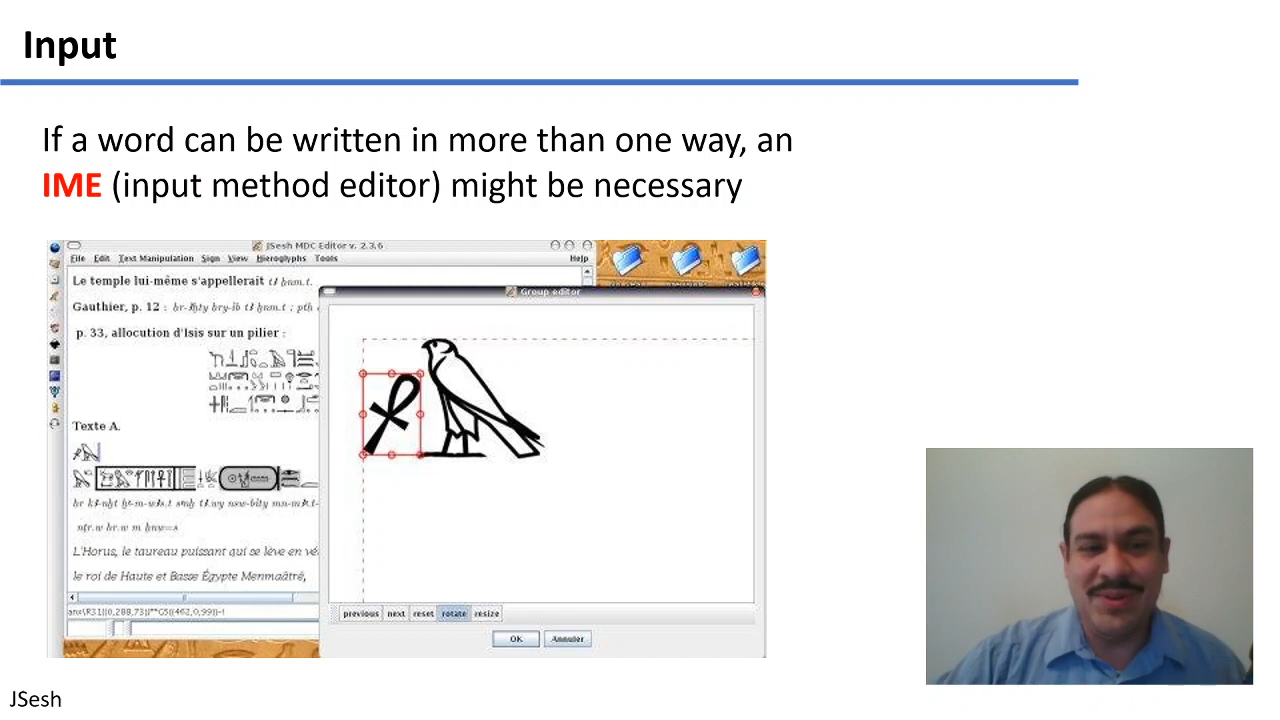 Input
If a word can be written in more than one way, an
IME (input method editor) might be necessary
JSesh MDC Editor v. 2.3.6
File Edit Text Manipulation Sign View Hieroglyphs Tools Help
Le temple lui-même s'appellerait
Group editor
Gauthier, p. 12 :
p. 33, allocution d'Isis sur un pilier :
Texte A.
L'Horus, le taureau puissant qui se lève en
le roi de Haute et Basse Égypte Menmaâtrê,
previous next reset rotate resize
OK Annuler
JSesh